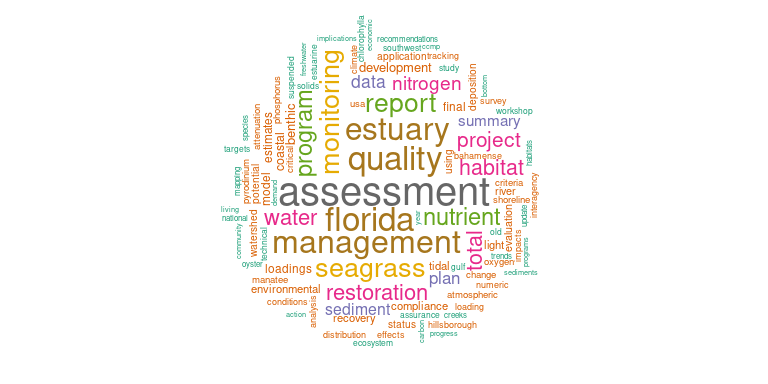 implications
chlorophylla
economic
recommendations
southwest
ccmp
freshwater
estuarine
climate
application
tracking
monitoring
development
study
suspended
solids
data
nitrogen
deposition
bottom
phosphorus
program
usa
report
final
survey
workshop
species
attenuation
estimates
benthic
estuary
summary
targets
coastal
critical
quality
using
project
bahamense
habitats
mapping
pyrodinium
potential
model
demand
assessment
habitat
criteria
river
shoreline
interagency
living
national
water
florida
year
nutrient
evaluation
update
community
watershed
technical
management
total
old
light
impacts
programs
trends
oyster
loadings
seagrass
tidal
gulf
oxygen
sediments
manatee
environmental
plan
change
numeric
conditions
restoration
atmospheric
action
analysis
sediment
compliance
loading
recovery
assurance
creeks
status
hillsborough
distribution
effects
carbon
progress
ecosystem